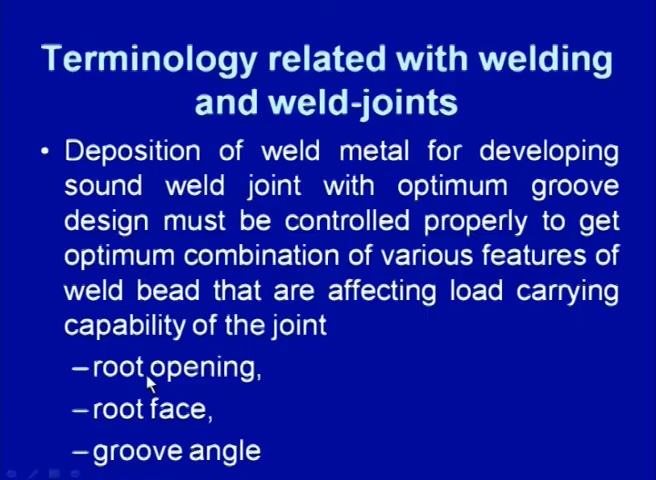 Terminology related with welding
and weld-joints
• Deposition of weld metal for developing
sound weld joint with optimum groove
design must be controlled properly to get
optimum combination of various features of
weld bead that are affecting load carrying
capability of the joint
– root opening,
– root face,
– groove angle